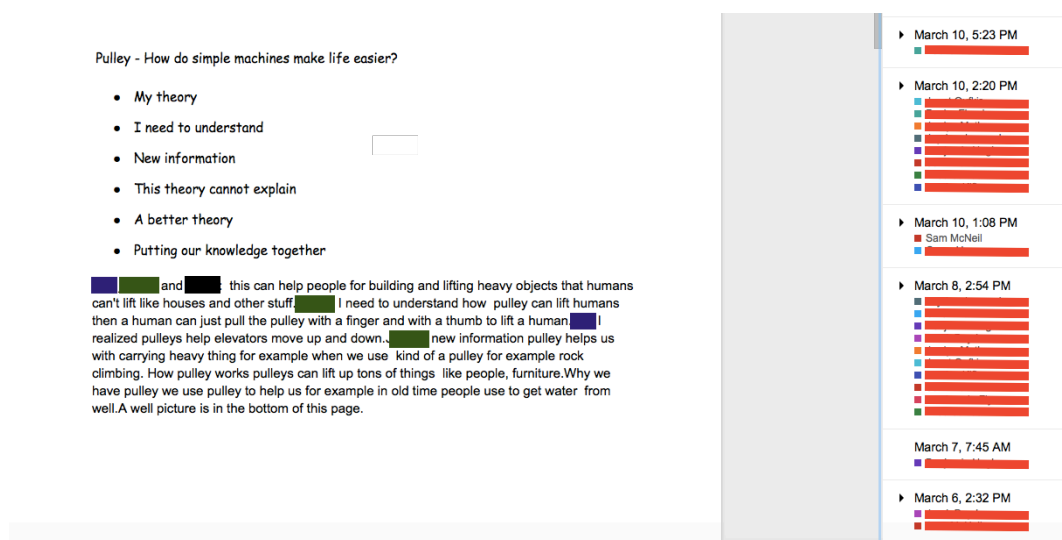 Pulley - How do simple machines make life easier?
My theory
I need to understand
New information
This theory cannot explain
A better theory
Putting our knowledge together
and : this can help people for building and lifting heavy objects that humans
can't lift like houses and other stuff. I need to understand how pulley can lift humans
then a human can just pull the pulley with a finger and with a thumb to lift a human. I
realized pulleys help elevators move up and down. new information pulley helps us
with carrying heavy thing for example when we use kind of a pulley for example rock
climbing. How pulley works pulleys can lift up tons of things like people, furniture.Why we
have pulley we use pulley to help us for example in old time people use to get water from
well.A well picture is in the bottom of this page.
March 10, 5:23 PM
March 10, 2:20 PM
March 10, 1:08 PM
Sam McNeil
March 8, 2:54 PM
March 7, 7:45 AM
March 6, 2:32 PM